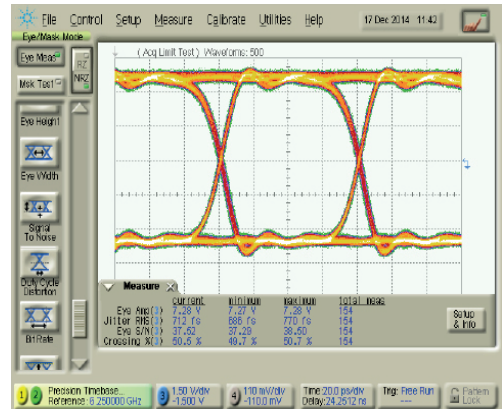 File Control Setup Measure Calibrate Utilities Help 17 Dec 2014 11:42
Eye/Mask Mode
Eye Meas
RZ
NRZ
Msk Test
( Acq Limit Test ) Waveforms: 500
Eye Height
Eye Width
Signal
To Noise
Duty Cycle
Distortion
Bit Rate
Measure
current minimum maximum total meas
Eye Amp(3) 7.28 V 7.27 V 7.28 V 154
Jitter RMS(3) 712 fs 686 fs 770 fs 154
Eye S/N(3) 37.52 37.29 38.50 154
Crossing %(3) 50.5 % 49.7 % 50.7 % 154
Setup
& Info
1 2 Precision Timebase...
Reference: 6.250000 GHz
3 1.50 V/div
-1.500 V
4 110 mV/div
-110.0 mV
Time:20.0 ps/div
Delay:24.2512 ns
Trig: Free Run
---
Pattern
Lock